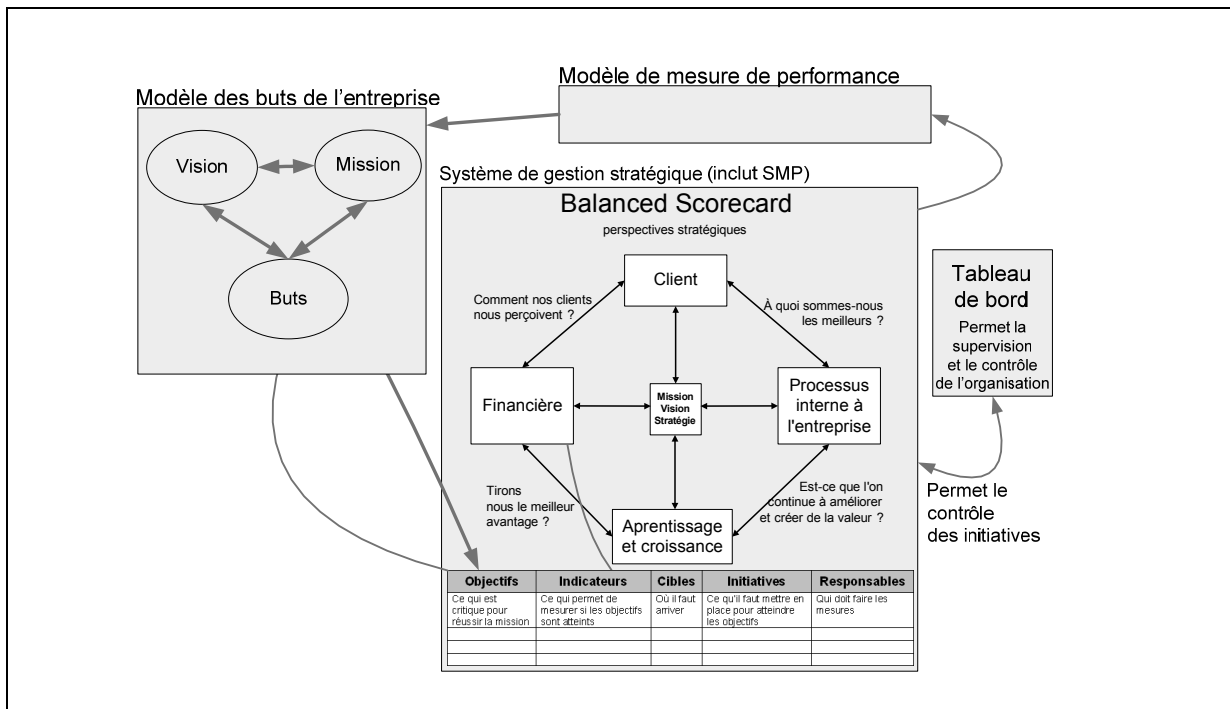 Modèle de mesure de performance
Modèle des buts de l'entreprise
Vision
Mission
Buts
Système de gestion stratégique (inclut SMP)
Balanced Scorecard
perspectives stratégiques
Client
Comment nos clients
nous perçoivent ?
À quoi sommes-nous
les meilleurs ?
Financière
Mission
Vision
Stratégie
Processus
interne à
l'entreprise
Tirons
nous le meilleur
avantage ?
Est-ce que l'on
continue à améliorer
et créer de la valeur ?
Aprentissage
et croissance
Tableau
de bord
Permet la
supervision
et le contrôle
de l'organisation
Permet le
contrôle
des initiatives
Objectifs
Indicateurs
Cibles
Initiatives
Responsables
Ce qui est
critique pour
réussir la mission
Ce qui permet de
mesurer si les objectifs
sont atteints
Où il faut
arriver
Ce qu'il faut mettre en
place pour atteindre
les objectifs
Qui doit faire les
mesures